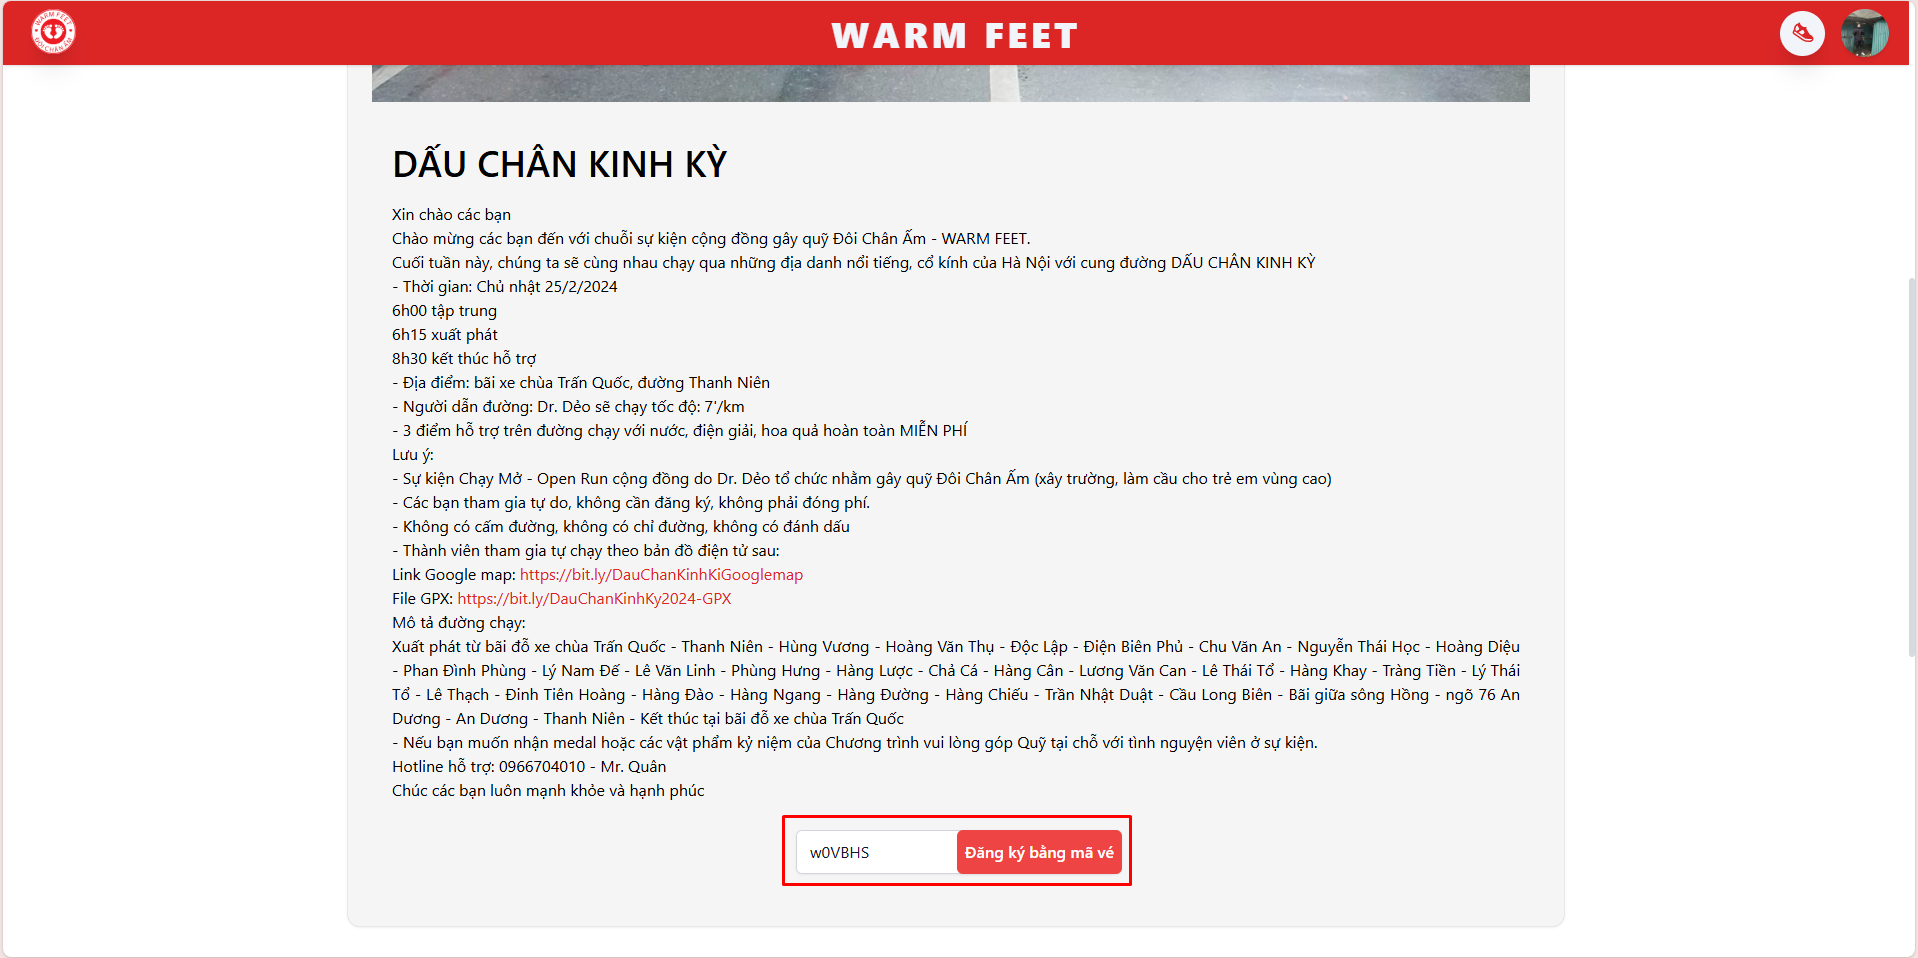 WARM FEET
ĐÔI CHÂN ẤM
WARM FEET
DẤU CHÂN KINH KỲ
Xin chào các bạn
Chào mừng các bạn đến với chuỗi sự kiện cộng đồng gây quỹ Đôi Chân Ấm - WARM FEET.
Cuối tuần này, chúng ta sẽ cùng nhau chạy qua những địa danh nổi tiếng, cổ kính của Hà Nội với cung đường DẤU CHÂN KINH KỲ
- Thời gian: Chủ nhật 25/2/2024
6h00 tập trung
6h15 xuất phát
8h30 kết thúc hỗ trợ
- Địa điểm: bãi xe chùa Trấn Quốc, đường Thanh Niên
- Người dẫn đường: Dr. Dẻo sẽ chạy tốc độ: 7'/km
- 3 điểm hỗ trợ trên đường chạy với nước, điện giải, hoa quả hoàn toàn MIỄN PHÍ
Lưu ý:
- Sự kiện Chạy Mở - Open Run cộng đồng do Dr. Dẻo tổ chức nhằm gây quỹ Đôi Chân Ấm (xây trường, làm cầu cho trẻ em vùng cao)
- Các bạn tham gia tự do, không cần đăng ký, không phải đóng phí.
- Không có cấm đường, không có chỉ đường, không có đánh dấu
- Thành viên tham gia tự chạy theo bản đồ điện tử sau:
Link Google map: https://bit.ly/DauChanKinhKiGooglemap
File GPX: https://bit.ly/DauChanKinhKy2024-GPX
Mô tả đường chạy:
Xuất phát từ bãi đỗ xe chùa Trấn Quốc - Thanh Niên - Hùng Vương - Hoàng Văn Thụ - Độc Lập - Điện Biên Phủ - Chu Văn An - Nguyễn Thái Học - Hoàng Diệu
- Phan Đình Phùng - Lý Nam Đế - Lê Văn Linh - Phùng Hưng - Hàng Lược - Chả Cá - Hàng Cân - Lương Văn Can - Lê Thái Tổ - Hàng Khay - Tràng Tiền - Lý Thái
Tổ - Lê Thạch - Đinh Tiên Hoàng - Hàng Đào - Hàng Ngang - Hàng Đường - Hàng Chiếu - Trần Nhật Duật - Cầu Long Biên - Bãi giữa sông Hồng - ngõ 76 An
Dương - An Dương - Thanh Niên - Kết thúc tại bãi đỗ xe chùa Trấn Quốc
- Nếu bạn muốn nhận medal hoặc các vật phẩm kỷ niệm của Chương trình vui lòng góp Quỹ tại chỗ với tình nguyện viên ở sự kiện.
Hotline hỗ trợ: 0966704010 - Mr. Quân
Chúc các bạn luôn mạnh khỏe và hạnh phúc
w0VBHS
Đăng ký bằng mã vé